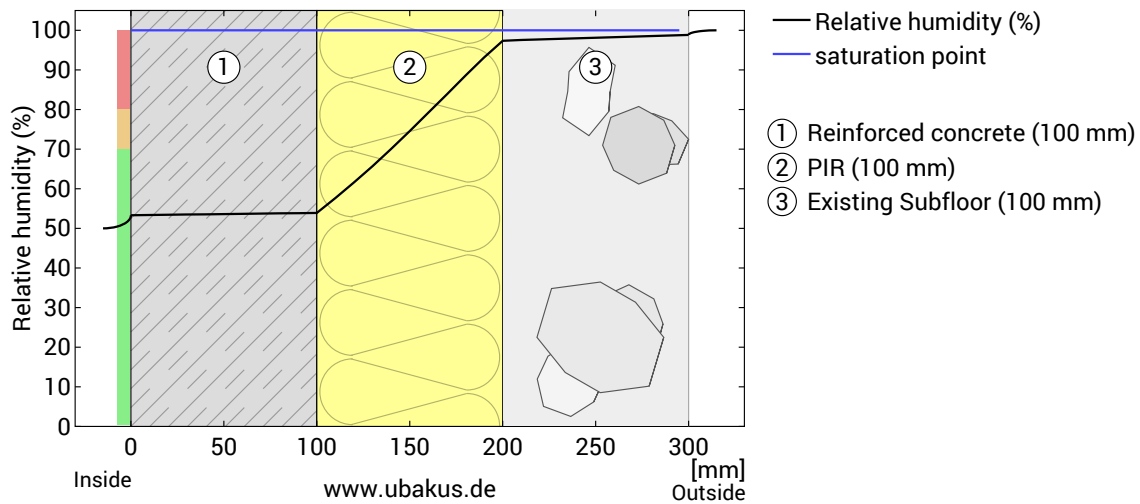 Relative humidity (%)
100
90
80
70
60
50
40
30
20
10
0
1
2
3
0
50
100
150
200
250
300
[mm]
Inside
www.ubakus.de
Outside
Relative humidity (%)
saturation point
1 Reinforced concrete (100 mm)
2 PIR (100 mm)
3 Existing Subfloor (100 mm)